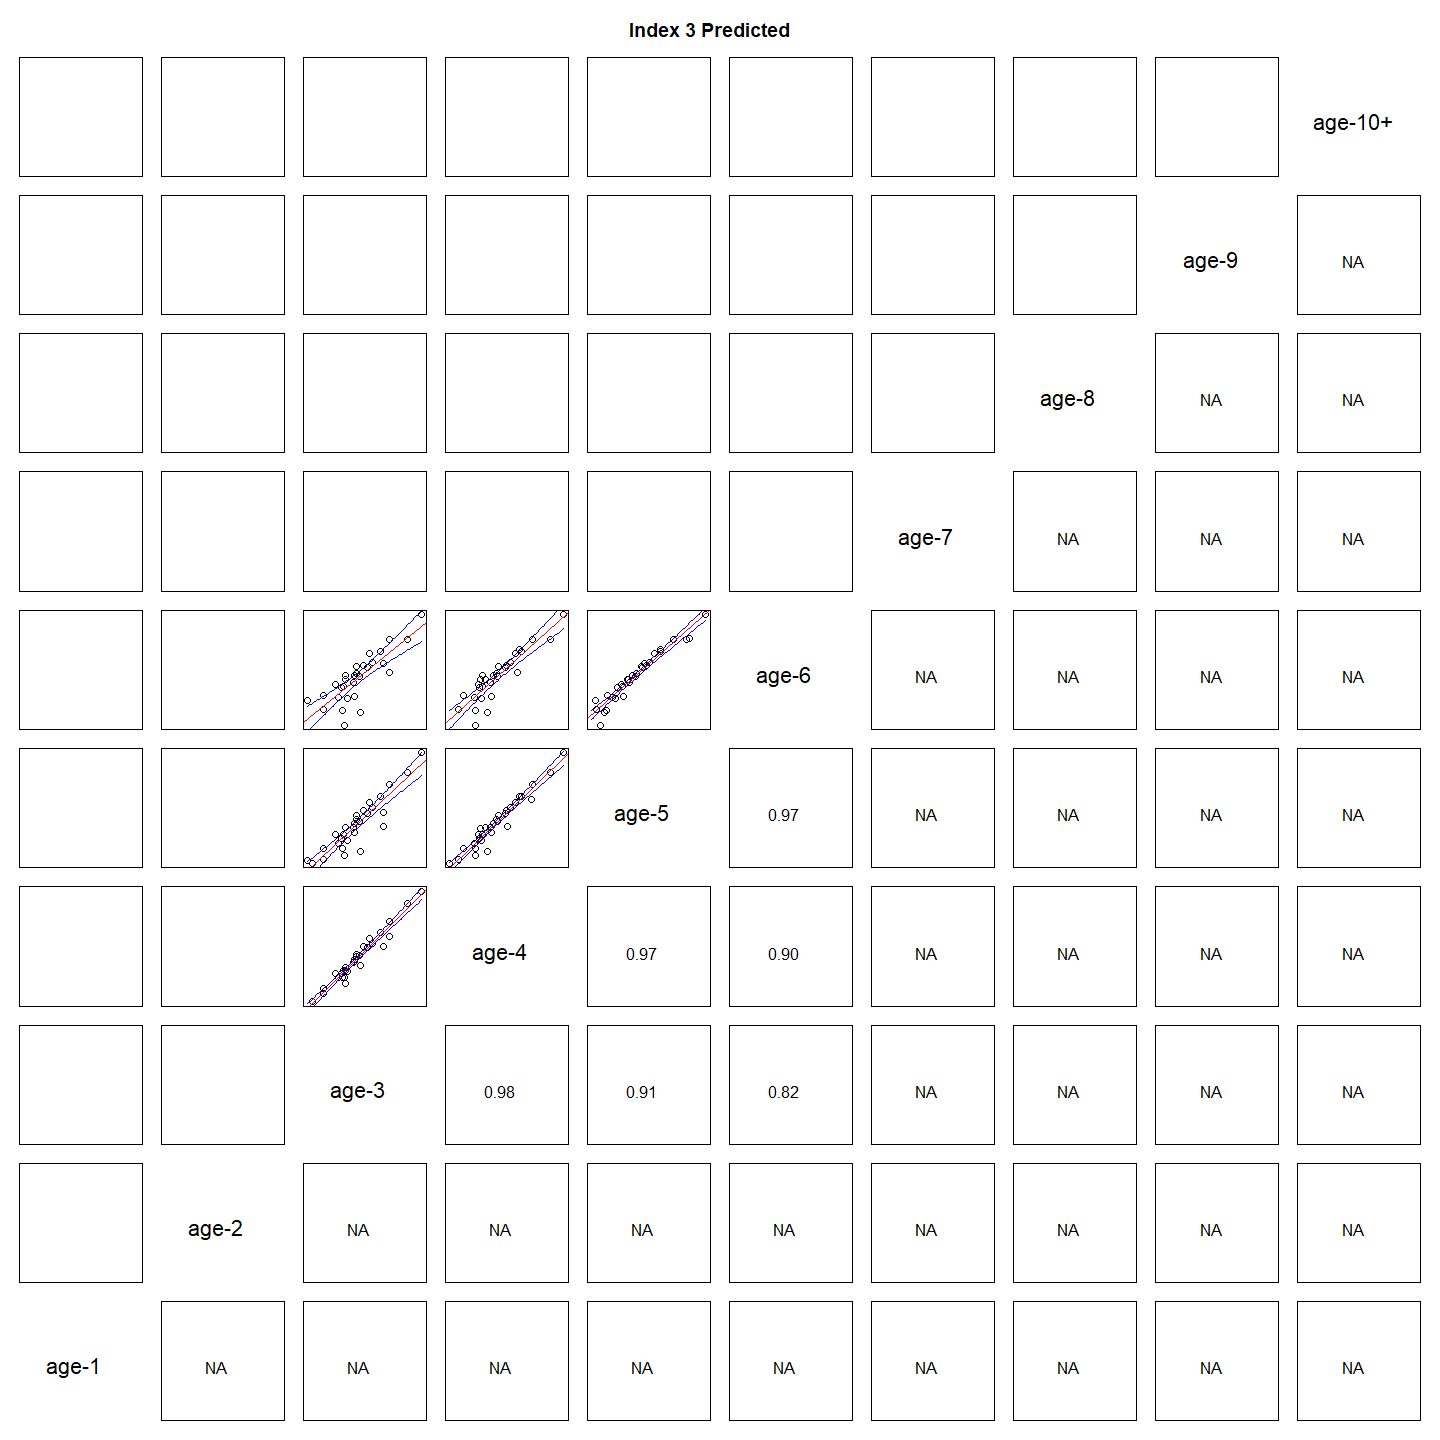 Index 3 Predicted
age-10+
age-9 NA
age-8 NA NA
age-7 NA NA NA
age-6 NA NA NA NA
age-5 0.97 NA NA NA NA
age-4 0.97 0.90 NA NA NA NA
age-3 0.98 0.91 0.82 NA NA NA NA
age-2 NA NA NA NA NA NA NA NA
age-1 NA NA NA NA NA NA NA NA NA